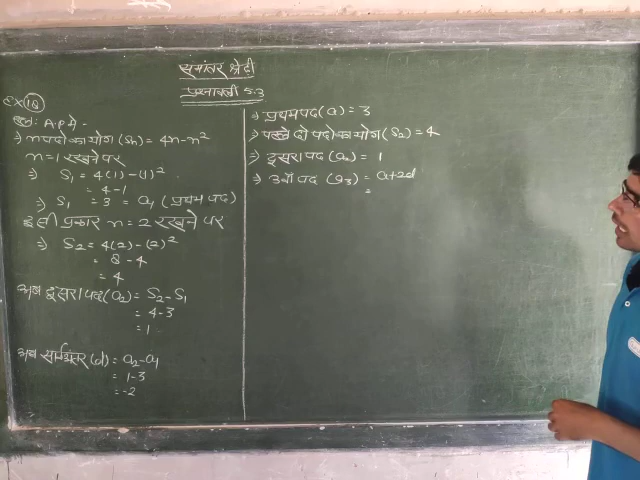 समांतर श्रेढ़ी
प्रश्नावली 5.3
Ex 18
हल:- A.P में -
⇒ n पदों का योग (Sn) = 4n-n²
n=1 रखने पर
⇒ S₁ = 4(1) - (1)²
= 4-1
⇒ S₁ = 3 = a₁ (प्रथम पद)
इसी प्रकार n=2 रखने पर
⇒ S₂ = 4(2) - (2)²
= 8 - 4
= 4
अब दूसरा पद (a₂) = S₂ - S₁
= 4-3
= 1
अब सार्वअंतर (d) = a₂ - a₁
= 1-3
= -2
⇒ प्रथम पद (a) = 3
⇒ पहले दो पदों का योग (S₂) = 4
⇒ दूसरा पद (a₂) = 1
⇒ 3वाँ पद (a₃) = a+2d
=